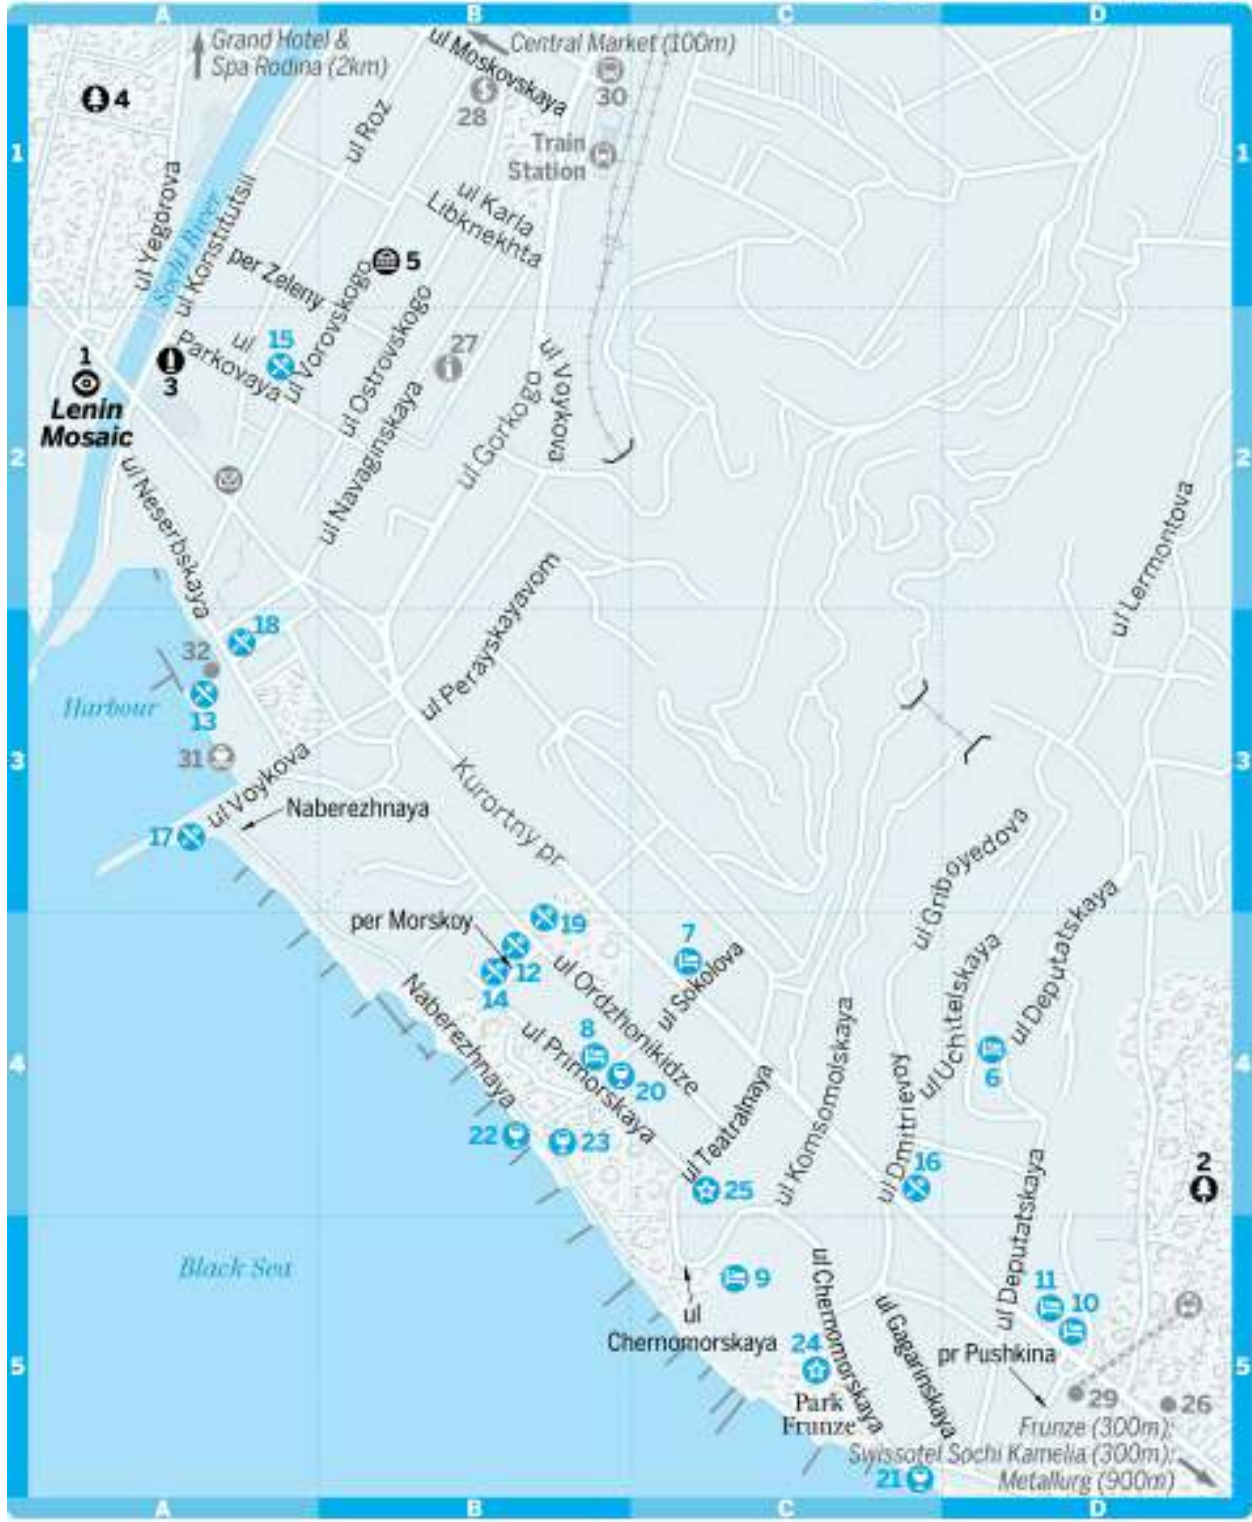 A
B
C
D
Grand Hotel &
Spa Rodina (2km)
ul Moskovskaya
Central Market (100m)
4
28
30
ul Roz
Train
Station
1
1
ul Yegorova
Sochi River
ul Konstitutsii
ul Karla
Libknekhta
per Zeleny
5
ul Vorovskogo
ul Ostrovskogo
1
Lenin
Mosaic
3
ul
Parkovaya
15
27
ul Navaginskaya
ul Gorkogo
ogo
ul Voykova
2
2
ul Neserbskaya
ul Lermontova
ul Perayskayavom
18
32
Harbour
13
31
3
3
ul Voykova
Naberezhnaya
17
Kurortny pr
ul Griboyedova
per Morskoy
19
12
14
7
ul Sokolova
ul Ordzhonikidze
ul Uchitelskaya
ul Deputatskaya
Naberezhnaya
ul Primorskaya
8
20
6
4
4
ul Teatralnaya
ul Komsomolskaya
ul Dmitrievoy
22
23
25
16
2
ul Deputatskaya
Black Sea
9
ul
Chernomorskaya
ul Chernomorskaya
ul Gagarinskaya
11
10
24
Park
Frunze
pr Pushkina
5
5
29
26
Frunze (300m);
Swissotel Sochi Kamelia (300m);
Metallurg (900m)
21
A
B
C
D